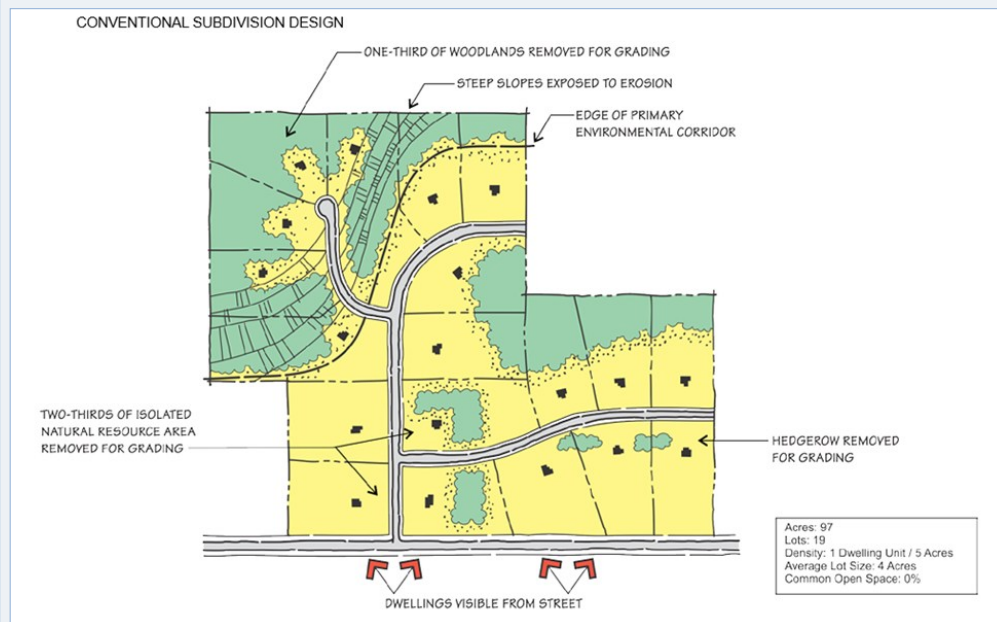 CONVENTIONAL SUBDIVISION DESIGN
ONE-THIRD OF WOODLANDS REMOVED FOR GRADING
STEEP SLOPES EXPOSED TO EROSION
EDGE OF PRIMARY
ENVIRONMENTAL CORRIDOR
TWO-THIRDS OF ISOLATED
NATURAL RESOURCE AREA
REMOVED FOR GRADING
HEDGEROW REMOVED
FOR GRADING
Acres: 97
Lots: 19
Density: 1 Dwelling Unit / 5 Acres
Average Lot Size: 4 Acres
Common Open Space: 0%
DWELLINGS VISIBLE FROM STREET